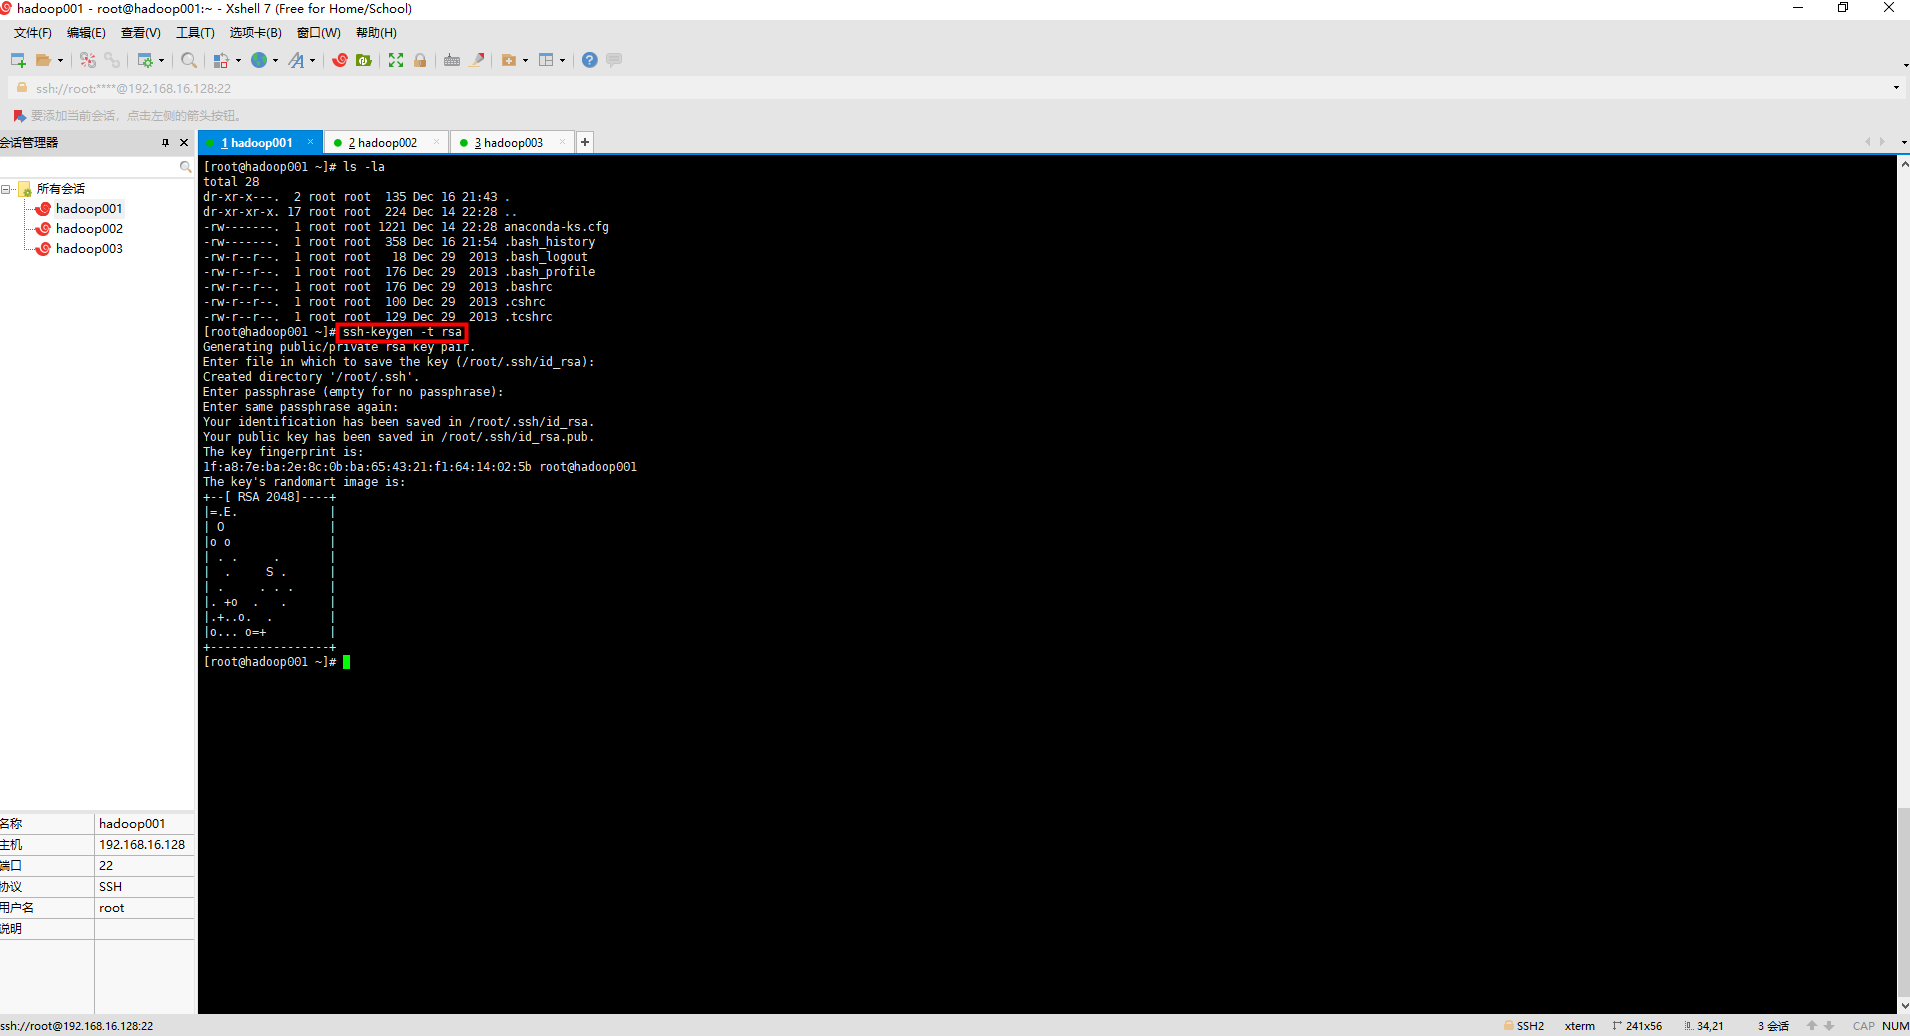 hadoop001 - root@hadoop001:~ - Xshell 7 (Free for Home/School)
文件(F) 编辑(E) 查看(V) 工具(T) 选项卡(B) 窗口(W) 帮助(H)
ssh://root:****@192.168.16.128:22
要添加当前会话，点击左侧的箭头按钮。
会话管理器
所有会话
hadoop001
hadoop002
hadoop003
1 hadoop001 2 hadoop002 3 hadoop003
[root@hadoop001 ~]# ls -la
total 28
dr-xr-x---.  2 root root  135 Dec 16 21:43 .
dr-xr-xr-x. 17 root root  224 Dec 14 22:28 ..
-rw-------.  1 root root 1221 Dec 14 22:28 anaconda-ks.cfg
-rw-------.  1 root root  358 Dec 16 21:54 .bash_history
-rw-r--r--.  1 root root   18 Dec 29  2013 .bash_logout
-rw-r--r--.  1 root root  176 Dec 29  2013 .bash_profile
-rw-r--r--.  1 root root  176 Dec 29  2013 .bashrc
-rw-r--r--.  1 root root  100 Dec 29  2013 .cshrc
-rw-r--r--.  1 root root  129 Dec 29  2013 .tcshrc
[root@hadoop001 ~]# ssh-keygen -t rsa
Generating public/private rsa key pair.
Enter file in which to save the key (/root/.ssh/id_rsa):
Created directory '/root/.ssh'.
Enter passphrase (empty for no passphrase):
Enter same passphrase again:
Your identification has been saved in /root/.ssh/id_rsa.
Your public key has been saved in /root/.ssh/id_rsa.pub.
The key fingerprint is:
1f:a8:7e:ba:2e:8c:0b:ba:65:43:21:f1:64:14:02:5b root@hadoop001
The key's randomart image is:
+--[ RSA 2048]----+
|=.E.             |
| O               |
|o o              |
| . .     .       |
|  .     S .      |
| .     . . .     |
|. +o  .   .      |
|.+..o.  .        |
|o... o=+         |
+-----------------+
[root@hadoop001 ~]#
名称 hadoop001
主机 192.168.16.128
端口 22
协议 SSH
用户名 root
说明
ssh://root@192.168.16.128:22 SSH2 xterm 241x56 34,21 3 会话 CAP NUM